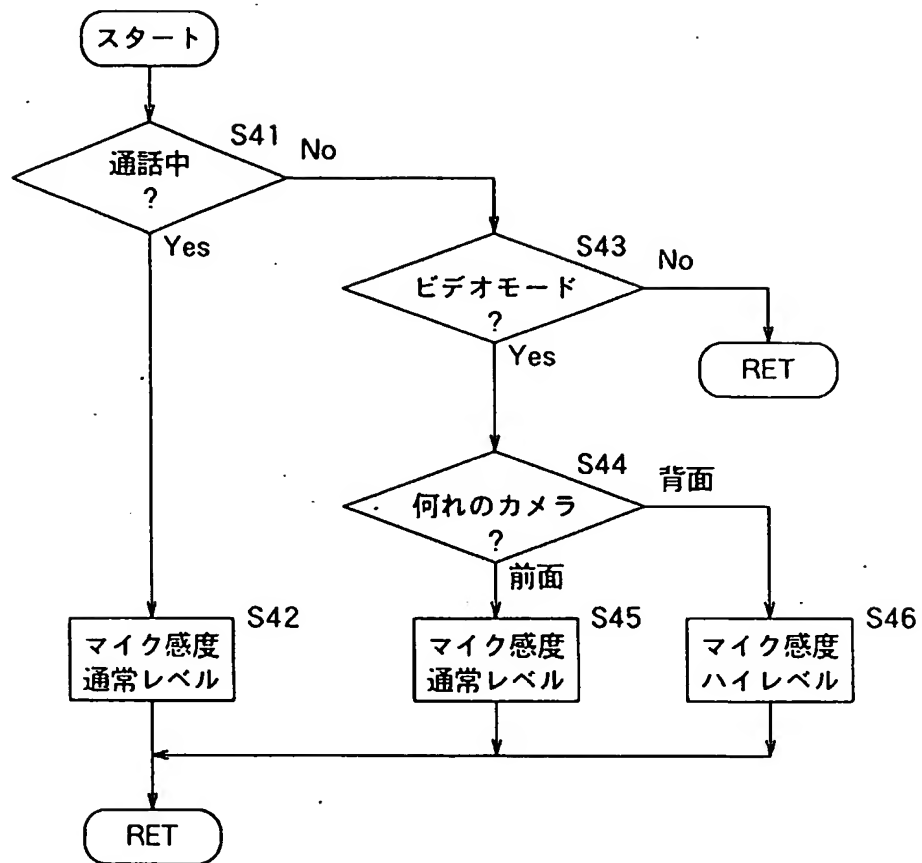 スタート
S41
No
通話中
?
Yes
S43
No
ビデオモード
?
Yes
RET
S44
背面
何れのカメラ
?
前面
S42
マイク感度
通常レベル
S45
マイク感度
通常レベル
S46
マイク感度
ハイレベル
RET